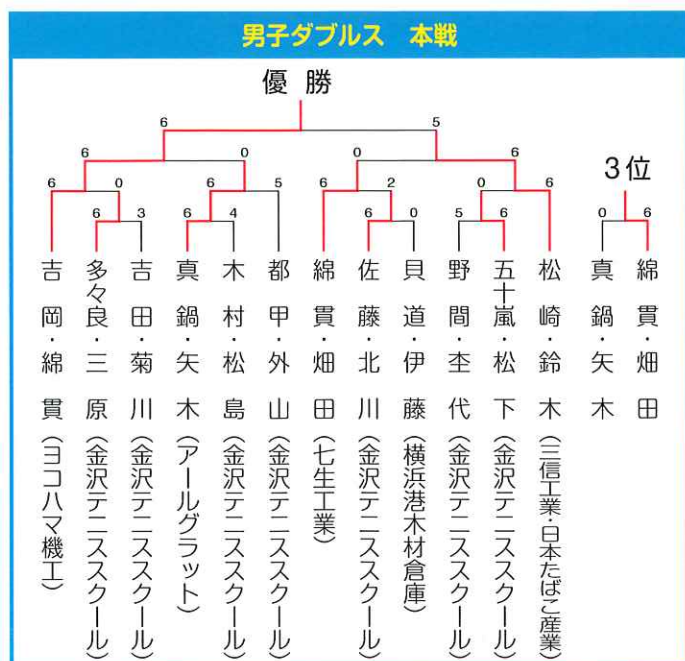 男子ダブルス 本戦
優勝
6 5
6 0 0 6
3位
6 0 6 5 6 2 0 6
6 3 6 4 6 0 5 6 0 6
吉岡・綿貫（ヨコハマ機工）
多々良・三原（金沢テニススクール）
吉田・菊川（金沢テニススクール）
真鍋・矢木（アールグラット）
木村・松島（金沢テニススクール）
都甲・外山（金沢テニススクール）
綿貫・畑田（七生工業）
佐藤・北川（金沢テニススクール）
貝道・伊藤（横浜港木材倉庫）
野間・杢代（金沢テニススクール）
五十嵐・松下（金沢テニススクール）
松崎・鈴木（三信工業・日本たばこ産業）
真鍋・矢木
綿貫・畑田